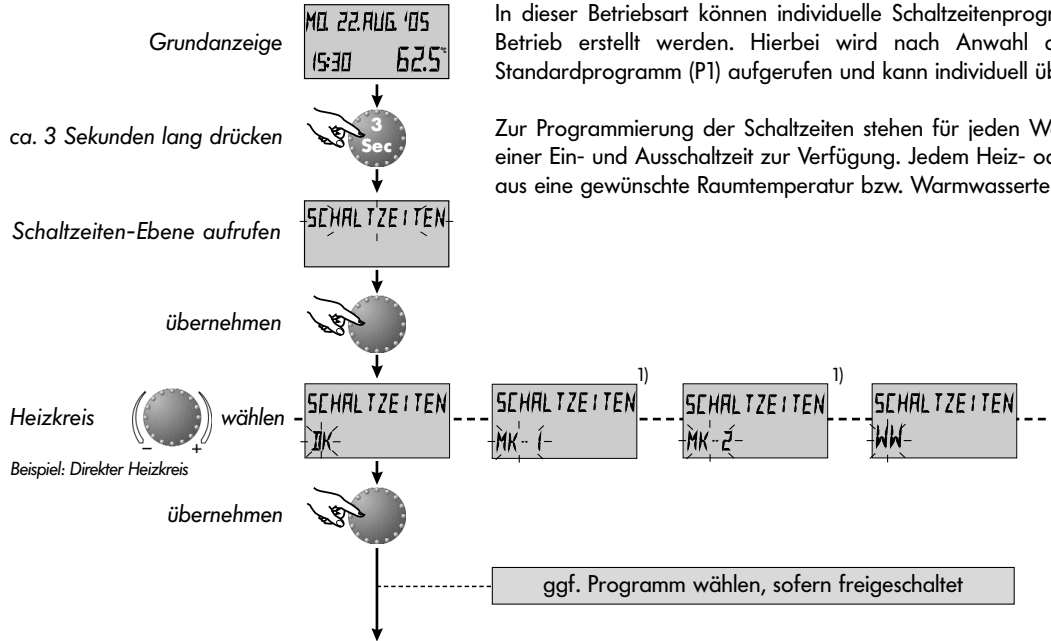 Grundanzeige
MO. 22.AUG. '05
15:30 62.5°C
In dieser Betriebsart können individuelle
Betrieb erstellt werden. Hierbei wird nach Anwahl
Standardprogramm (P1) aufgerufen und kann individuell
ca. 3 Sekunden lang drücken
3
Sec
Zur Programmierung der Schaltzeiten stehen für jeden
einer Ein- und Ausschaltzeit zur Verfügung. Jedem Heiz-
aus eine gewünschte Raumtemperatur bzw.
Schaltzeiten-Ebene aufrufen
SCHALTZEITEN
übernehmen
Heizkreis - + wählen
SCHALTZEITEN
DK
1)
SCHALTZEITEN
MK-1
1)
SCHALTZEITEN
MK-2
SCHALTZEITEN
WW
Beispiel: Direkter Heizkreis
übernehmen
ggf. Programm wählen, sofern freigeschaltet